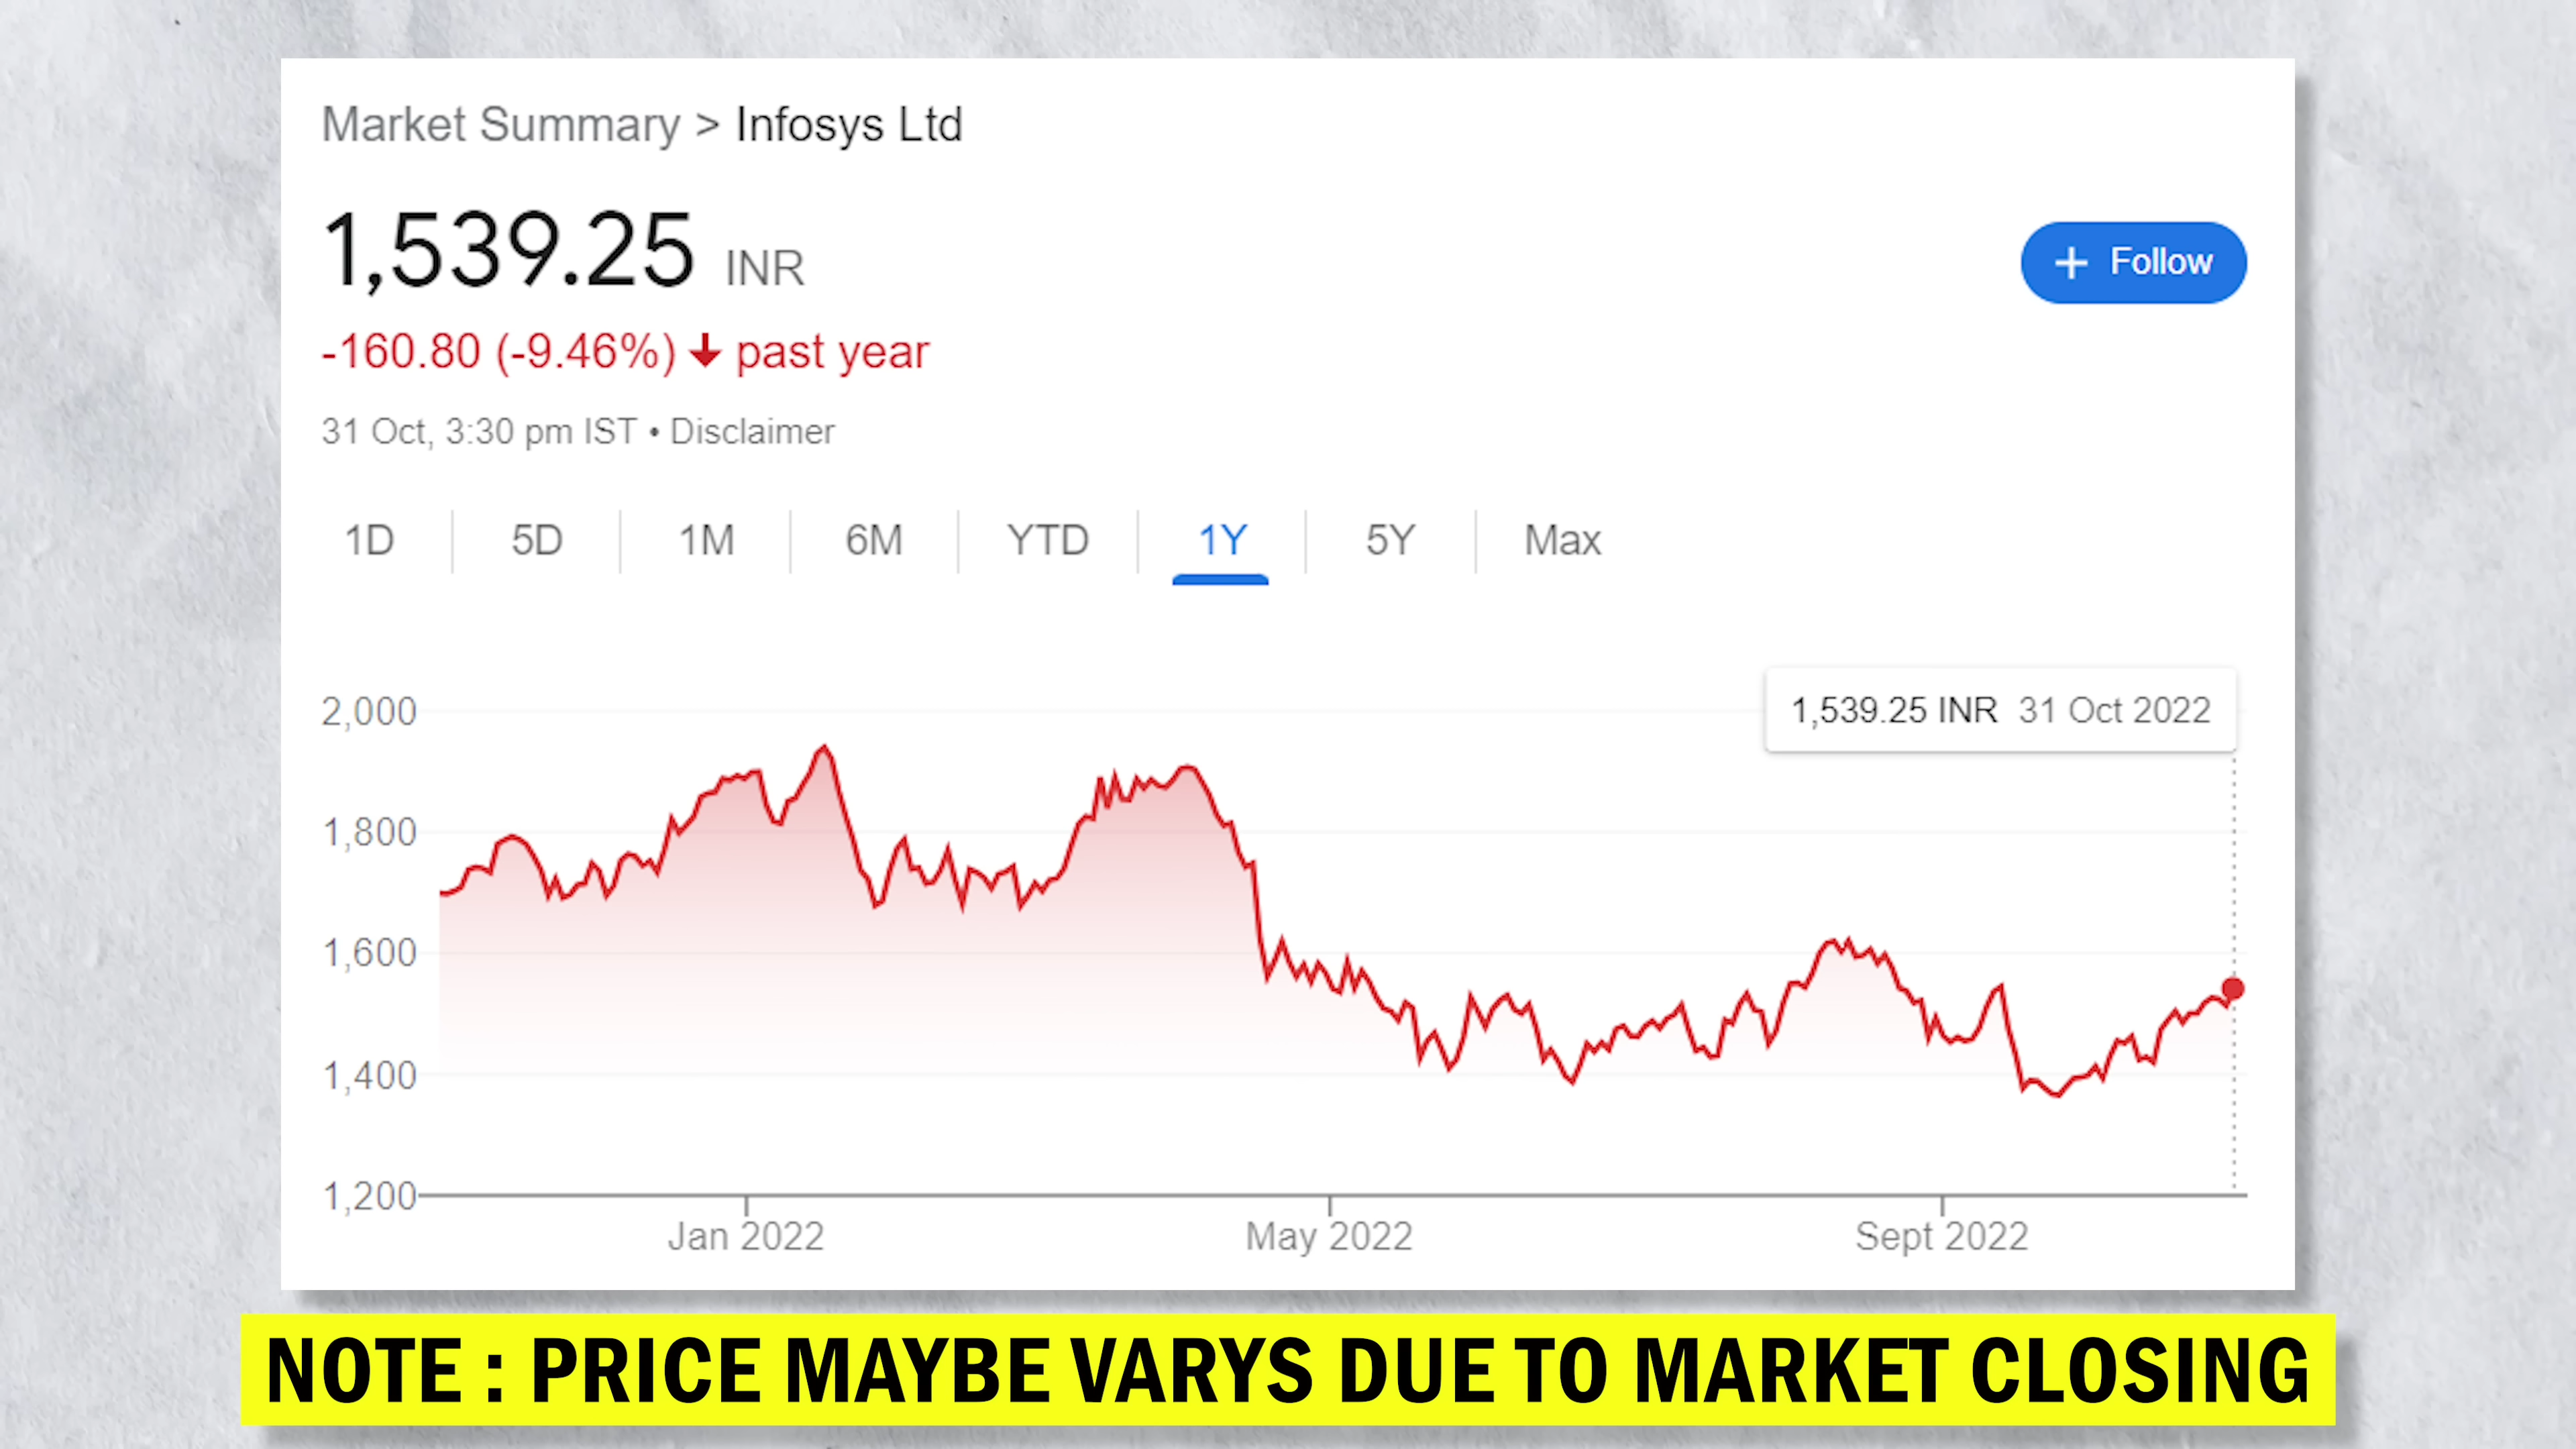 Market Summary > Infosys Ltd
1,539.25 INR
+ Follow
-160.80 (-9.46%) ↓ past year
31 Oct, 3:30 pm IST • Disclaimer
1D 5D 1M 6M YTD 1Y 5Y Max
1,539.25 INR 31 Oct 2022
2,000
1,800
1,600
1,400
1,200
Jan 2022 May 2022 Sept 2022
NOTE : PRICE MAYBE VARYS DUE TO MARKET CLOSING